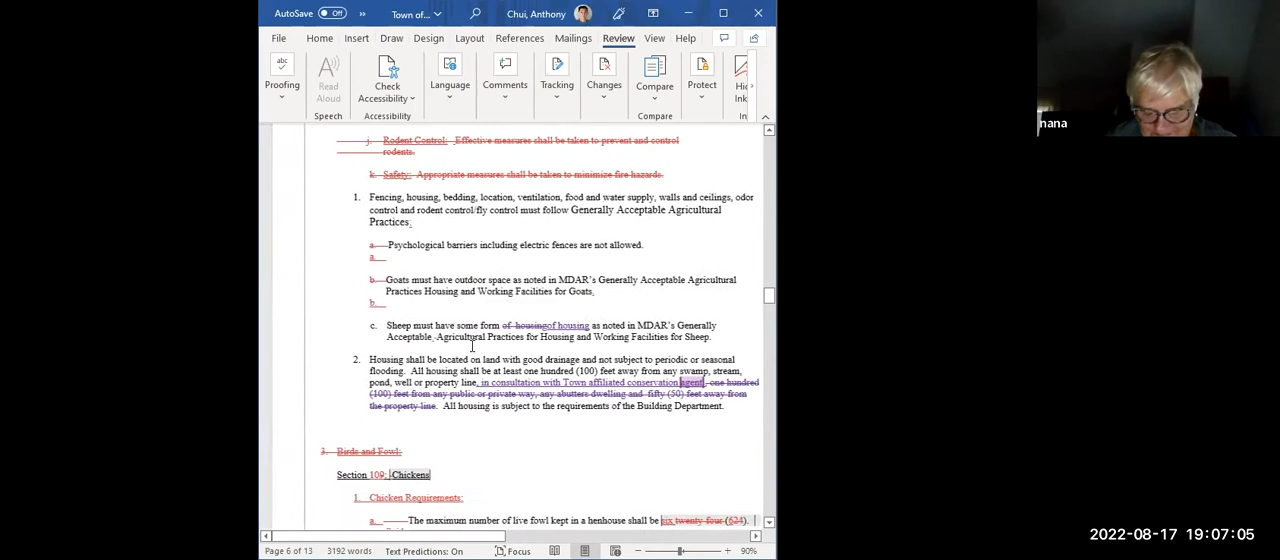 AutoSave Off Town of... Chui, Anthony
File Home Insert Draw Design Layout References Mailings Review View Help
Proofing Read Aloud Check Accessibility Language Comments Tracking Changes Compare Protect Hid Ink
Speech Accessibility Compare In
nana
j. Rodent Control: Effective measures shall be taken to prevent and control
rodents.
k. Safety: Appropriate measures shall be taken to minimize fire hazards.
1. Fencing, housing, bedding, location, ventilation, food and water supply, walls and ceilings, odor
control and rodent control/fly control must follow Generally Acceptable Agricultural
Practices:
a. Psychological barriers including electric fences are not allowed.
a.
b. Goats must have outdoor space as noted in MDAR's Generally Acceptable Agricultural
Practices Housing and Working Facilities for Goats.
b.
c. Sheep must have some form of housingof housing as noted in MDAR's Generally
Acceptable, Agricultural Practices for Housing and Working Facilities for Sheep.
2. Housing shall be located on land with good drainage and not subject to periodic or seasonal
flooding. All housing shall be at least one hundred (100) feet away from any swamp, stream,
pond, well or property line, in consultation with Town affiliated conservation agent, one hundred
(100) feet from any public or private way, any abutters dwelling and fifty (50) feet away from
the property line. All housing is subject to the requirements of the Building Department.
3. Birds and Fowl:
Section 109: Chickens
1. Chicken Requirements:
a. The maximum number of live fowl kept in a henhouse shall be six twenty four (624).
Page 6 of 13 3192 words Text Predictions: On Focus 90%
2022-08-17 19:07:05